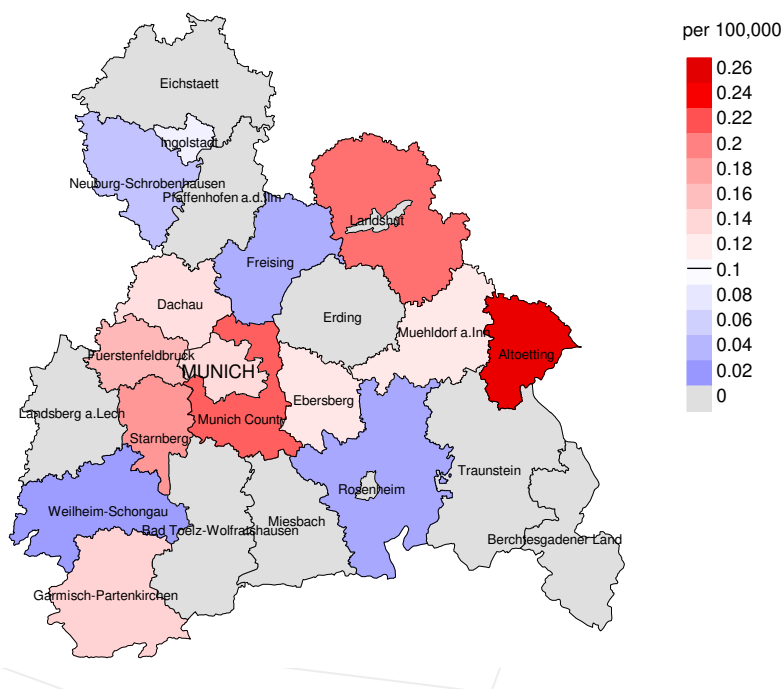 per 100,000
0.26
0.24
0.22
0.2
0.18
0.16
0.14
0.12
0.1
0.08
0.06
0.04
0.02
0
Eichstaett
Ingolstadt
Neuburg-Schrobenhausen
Pfaffenhofen a.d.Ilm
Landshut
Freising
Dachau
Erding
Muehldorf a.Inn
Fuerstenfeldbruck
Altoetting
MUNICH
Ebersberg
Landsberg a.Lech
Munich County
Starnberg
Traunstein
Rosenheim
Weilheim-Schongau
Miesbach
Bad Toelz-Wolfratshausen
Berchtesgadener Land
Garmisch-Partenkirchen